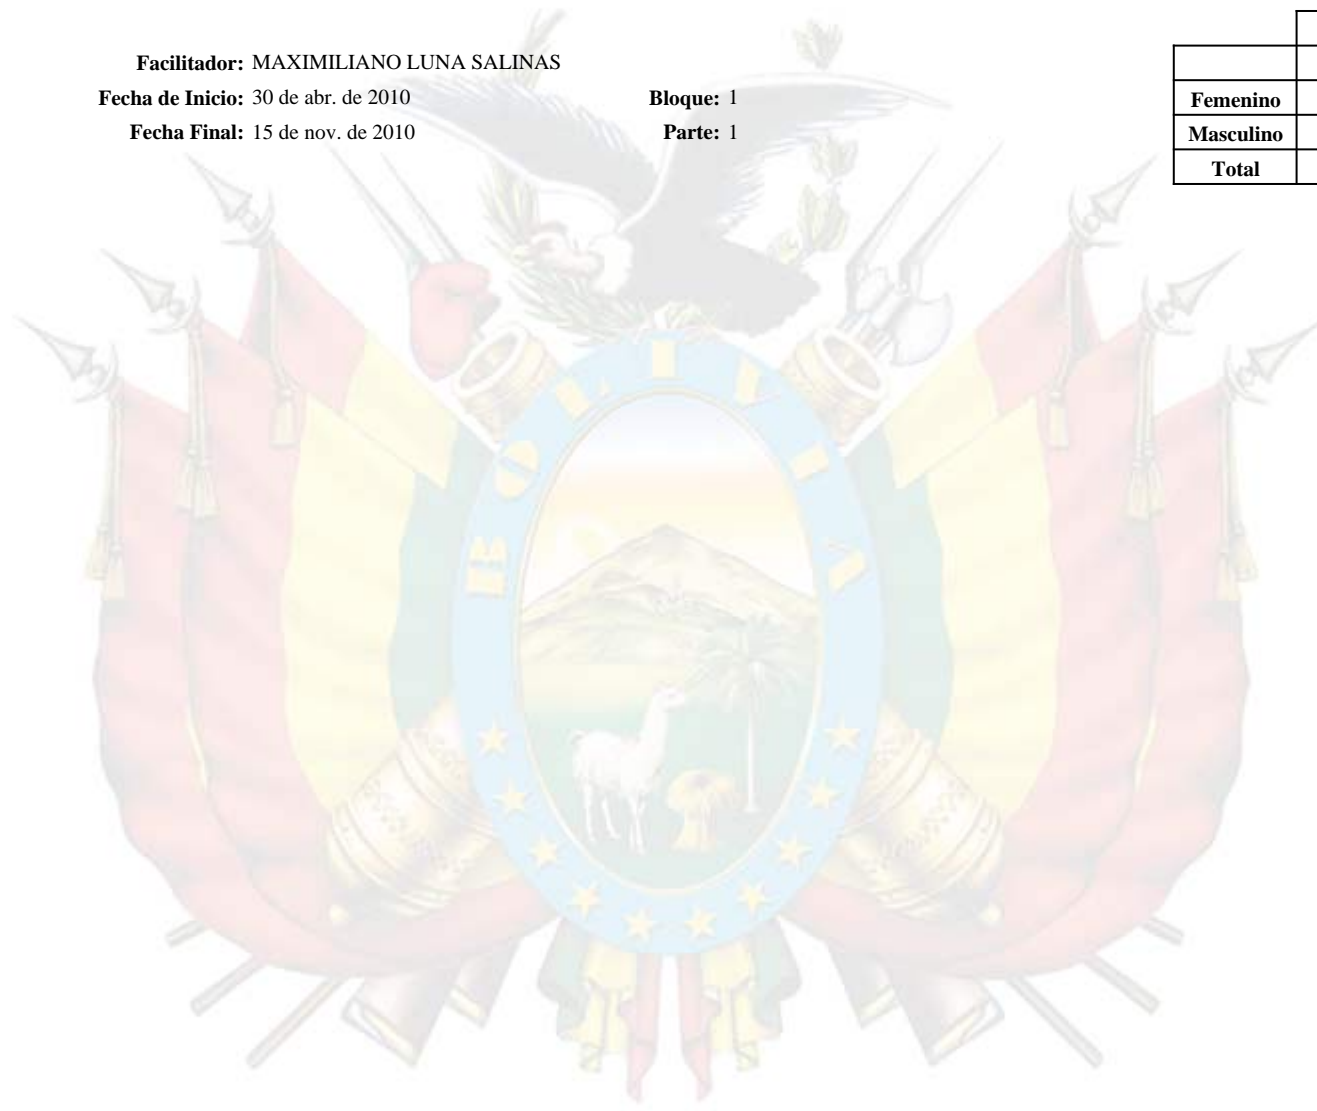 Facilitador: MAXIMILIANO LUNA SALINAS
Fecha de Inicio: 30 de abr. de 2010 Bloque: 1
Fecha Final: 15 de nov. de 2010 Parte: 1
Femenino
Masculino
Total
BOLIVIA